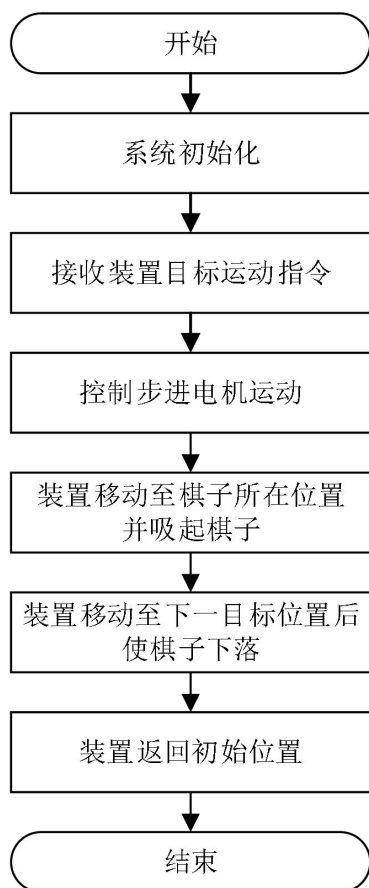 开始
系统初始化
接收装置目标运动指令
控制步进电机运动
装置移动至棋子所在位置
并吸起棋子
装置移动至下一目标位置后
使棋子下落
装置返回初始位置
结束